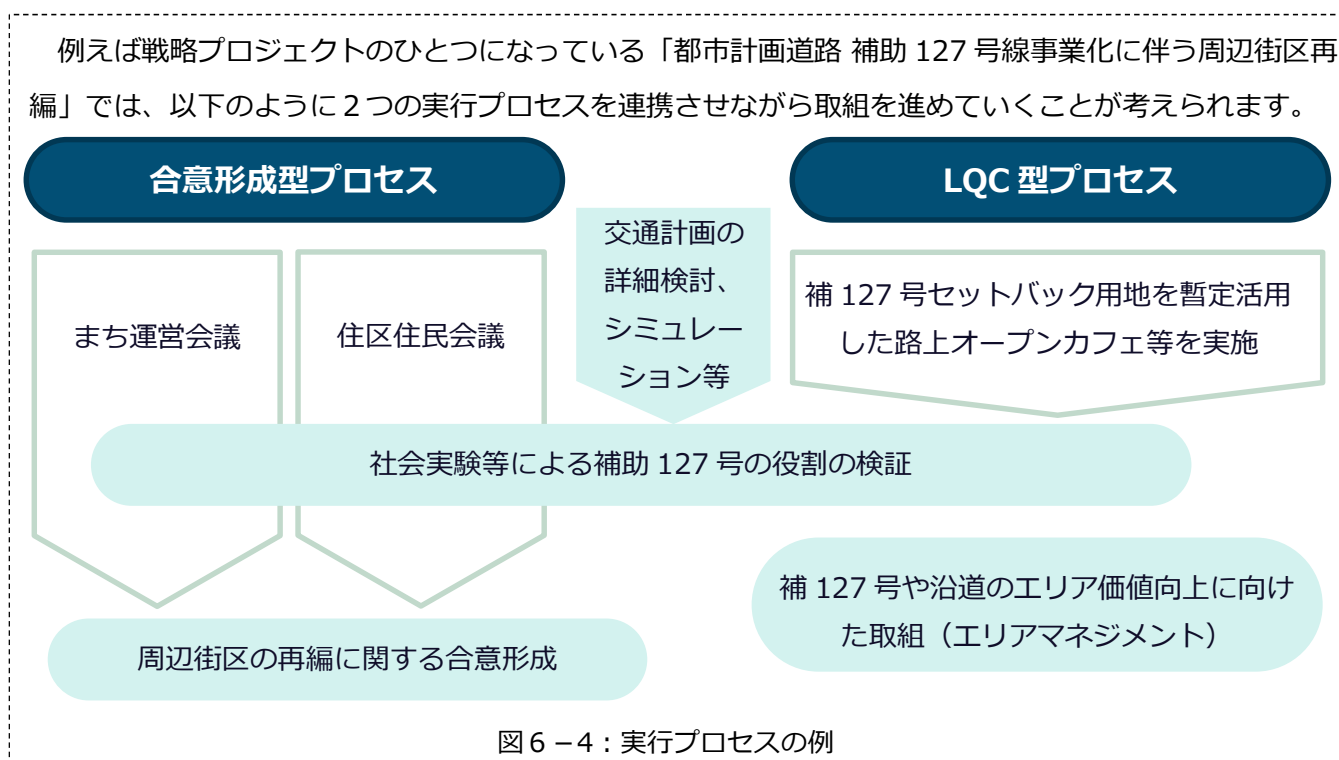 例えば戦略プロジェクトのひとつになっている「都市計画道路 補助 127 号線事業化に伴う周辺街区再
編」では、以下のように２つの実行プロセスを連携させながら取組を進めていくことが考えられます。
合意形成型プロセス
LQC 型プロセス
まち運営会議
住区住民会議
交通計画の
詳細検討、
シミュレー
ション等
補 127 号セットバック用地を暫定活用
した路上オープンカフェ等を実施
社会実験等による補助 127 号の役割の検証
補 127 号や沿道のエリア価値向上に向け
た取組（エリアマネジメント）
周辺街区の再編に関する合意形成
図６－４：実行プロセスの例